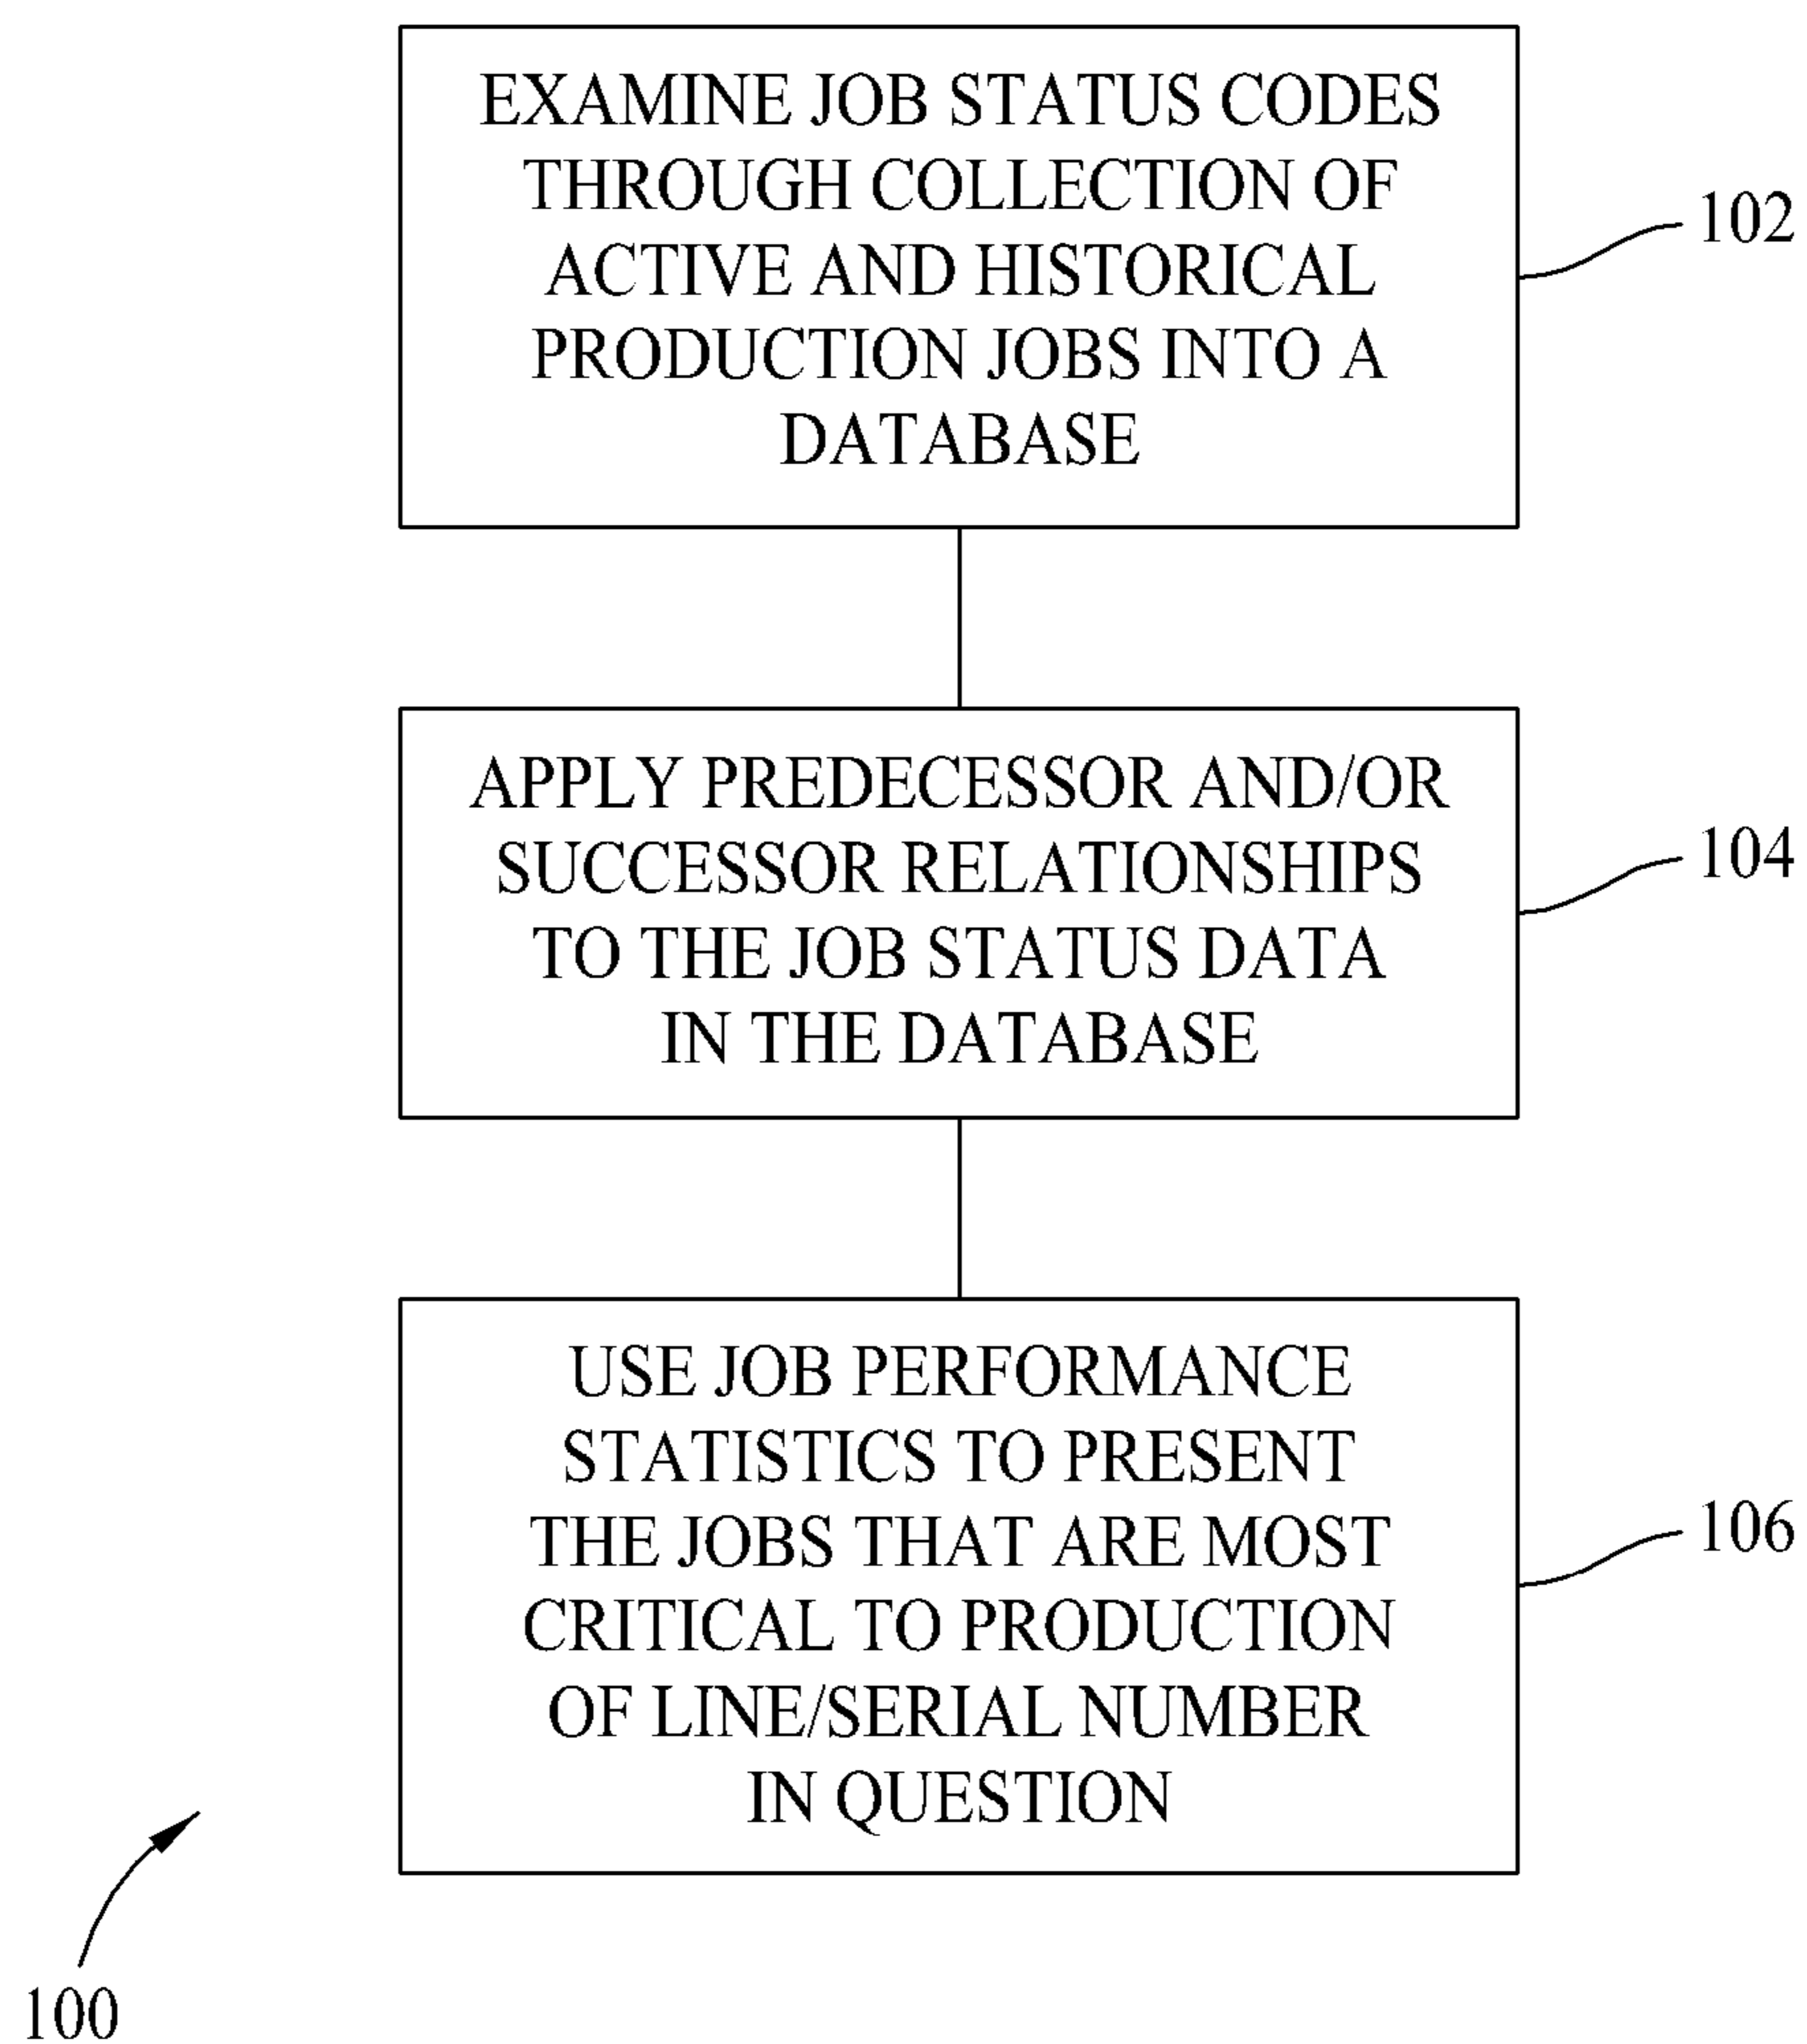 EXAMINE JOB STATUS CODES
THROUGH COLLECTION OF
ACTIVE AND HISTORICAL
PRODUCTION JOBS INTO A
DATABASE
102
APPLY PREDECESSOR AND/OR
SUCCESSOR RELATIONSHIPS
TO THE JOB STATUS DATA
IN THE DATABASE
104
USE JOB PERFORMANCE
STATISTICS TO PRESENT
THE JOBS THAT ARE MOST
CRITICAL TO PRODUCTION
OF LINE/SERIAL NUMBER
IN QUESTION
106
100